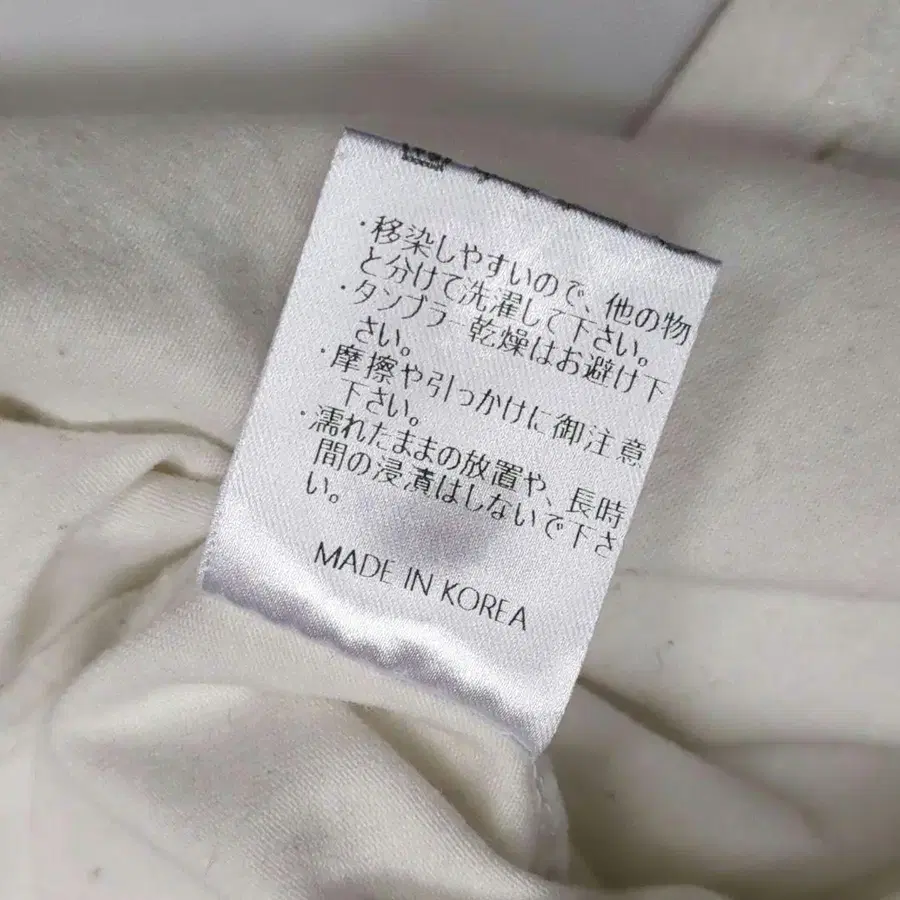 ・移染しやすいので、他の物
と分けて洗濯して下さい。
・タンブラー乾燥はお避け下
さい。
・摩擦や引っかけに御注意
下さい。
・濡れたままの放置や、長時
間の浸漬はしないで下さ
い。
MADE IN KOREA